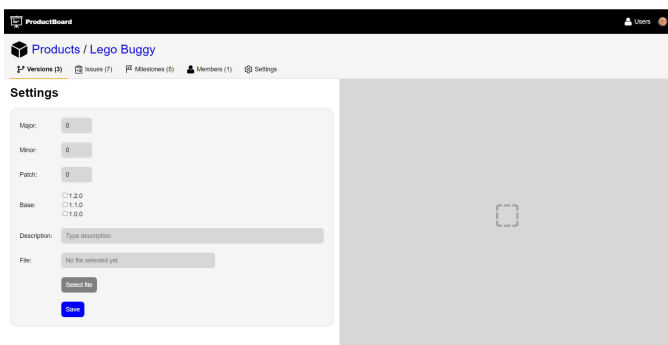 ProductBoard
Users
Products / Lego Buggy
Versions (3) Issues (7) Milestones (5) Members (1) Settings
Settings
Major: 0
Minor: 0
Patch: 0
1.2.0
Base: 1.1.0
1.0.0
Description: Type description
File: No file selected yet
Select file
Save